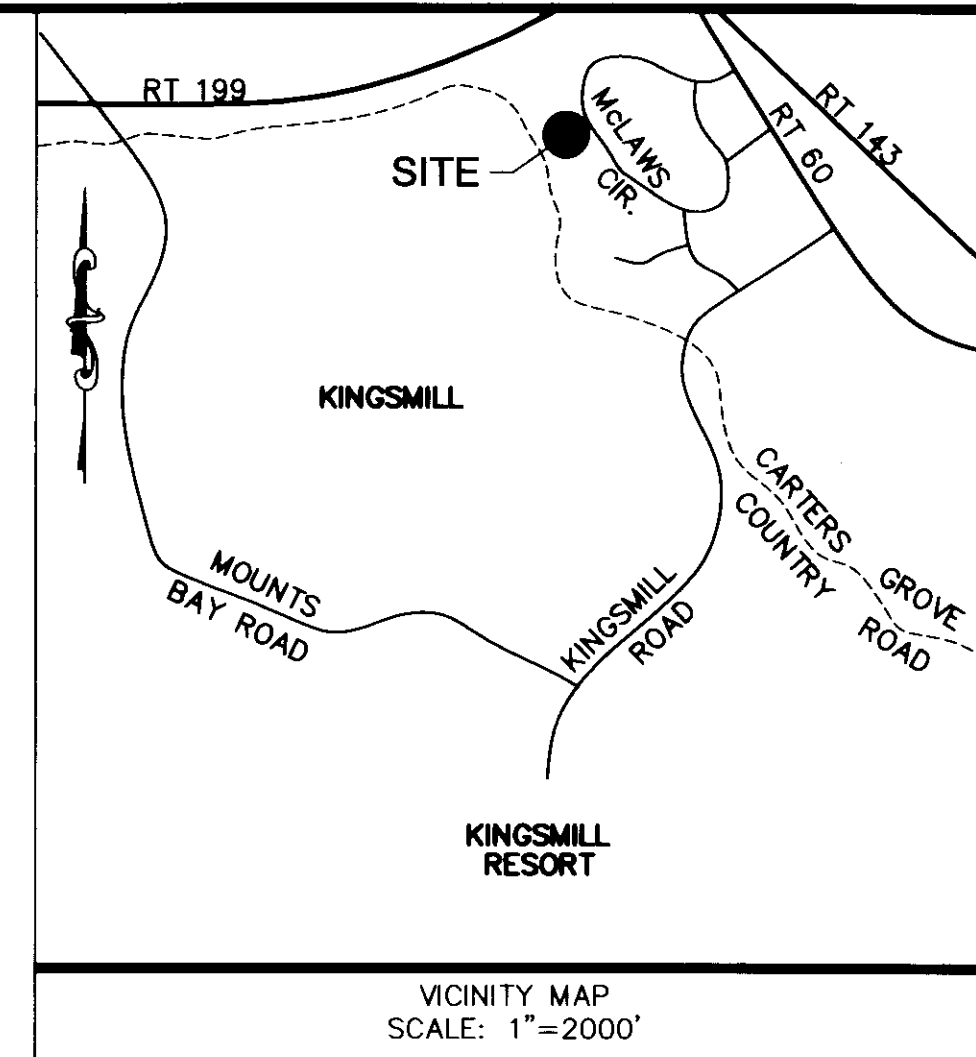 RT 199
McLAWS
CIR.
RT 60
RT 143
SITE
KINGSMILL
CARTERS
COUNTRY
GROVE
ROAD
MOUNTS
BAY ROAD
KINGSMILL
ROAD
KINGSMILL
RESORT
VICINITY MAP
SCALE: 1"=2000'